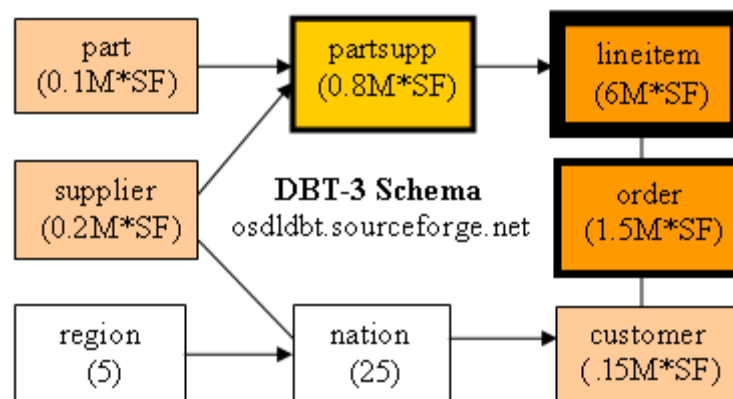 part
(0.1M*SF)
partsupp
(0.8M*SF)
lineitem
(6M*SF)
supplier
(0.2M*SF)
DBT-3 Schema
osdldbt.sourceforge.net
order
(1.5M*SF)
region
(5)
nation
(25)
customer
(.15M*SF)